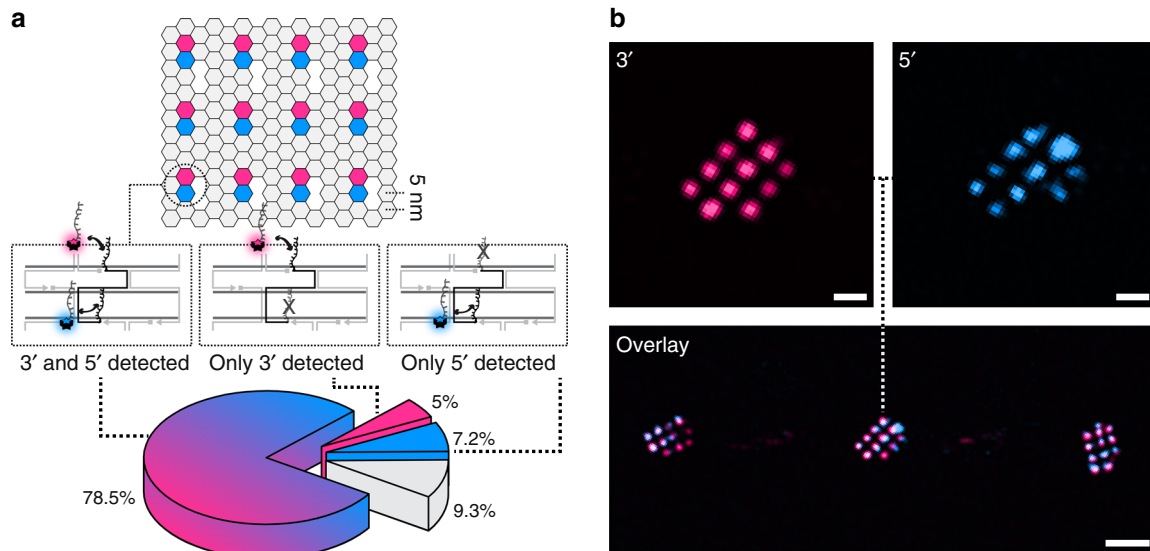 a
b
5 nm
3′
5′
X
X
3′ and 5′ detected
Only 3′ detected
Only 5′ detected
Overlay
5%
7.2%
78.5%
9.3%